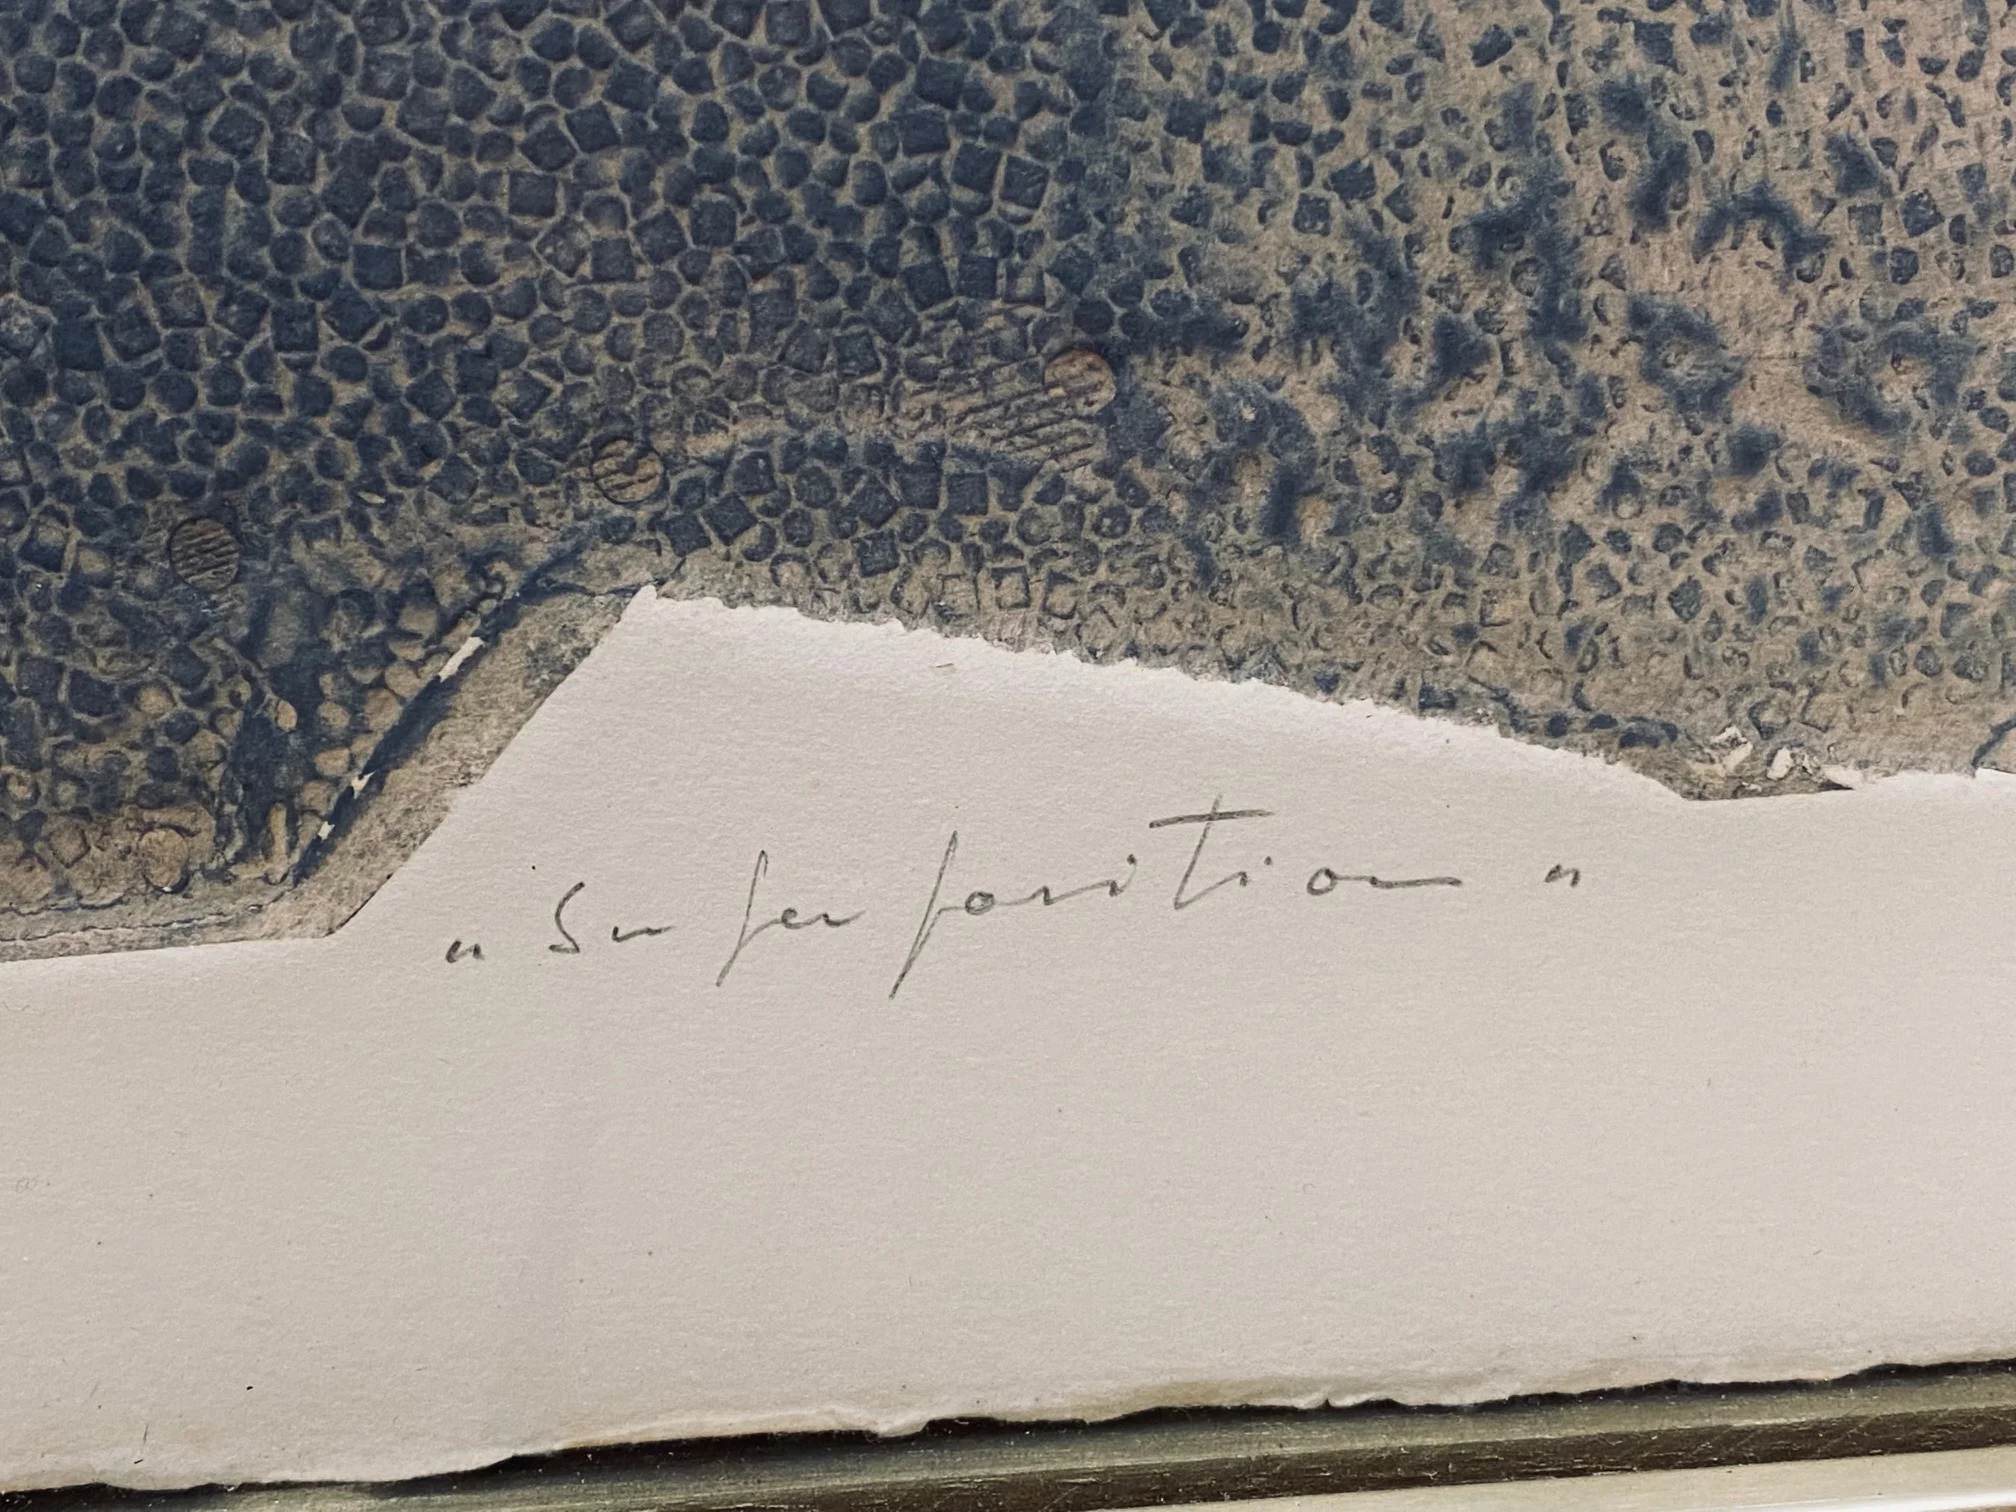 " Superposition "